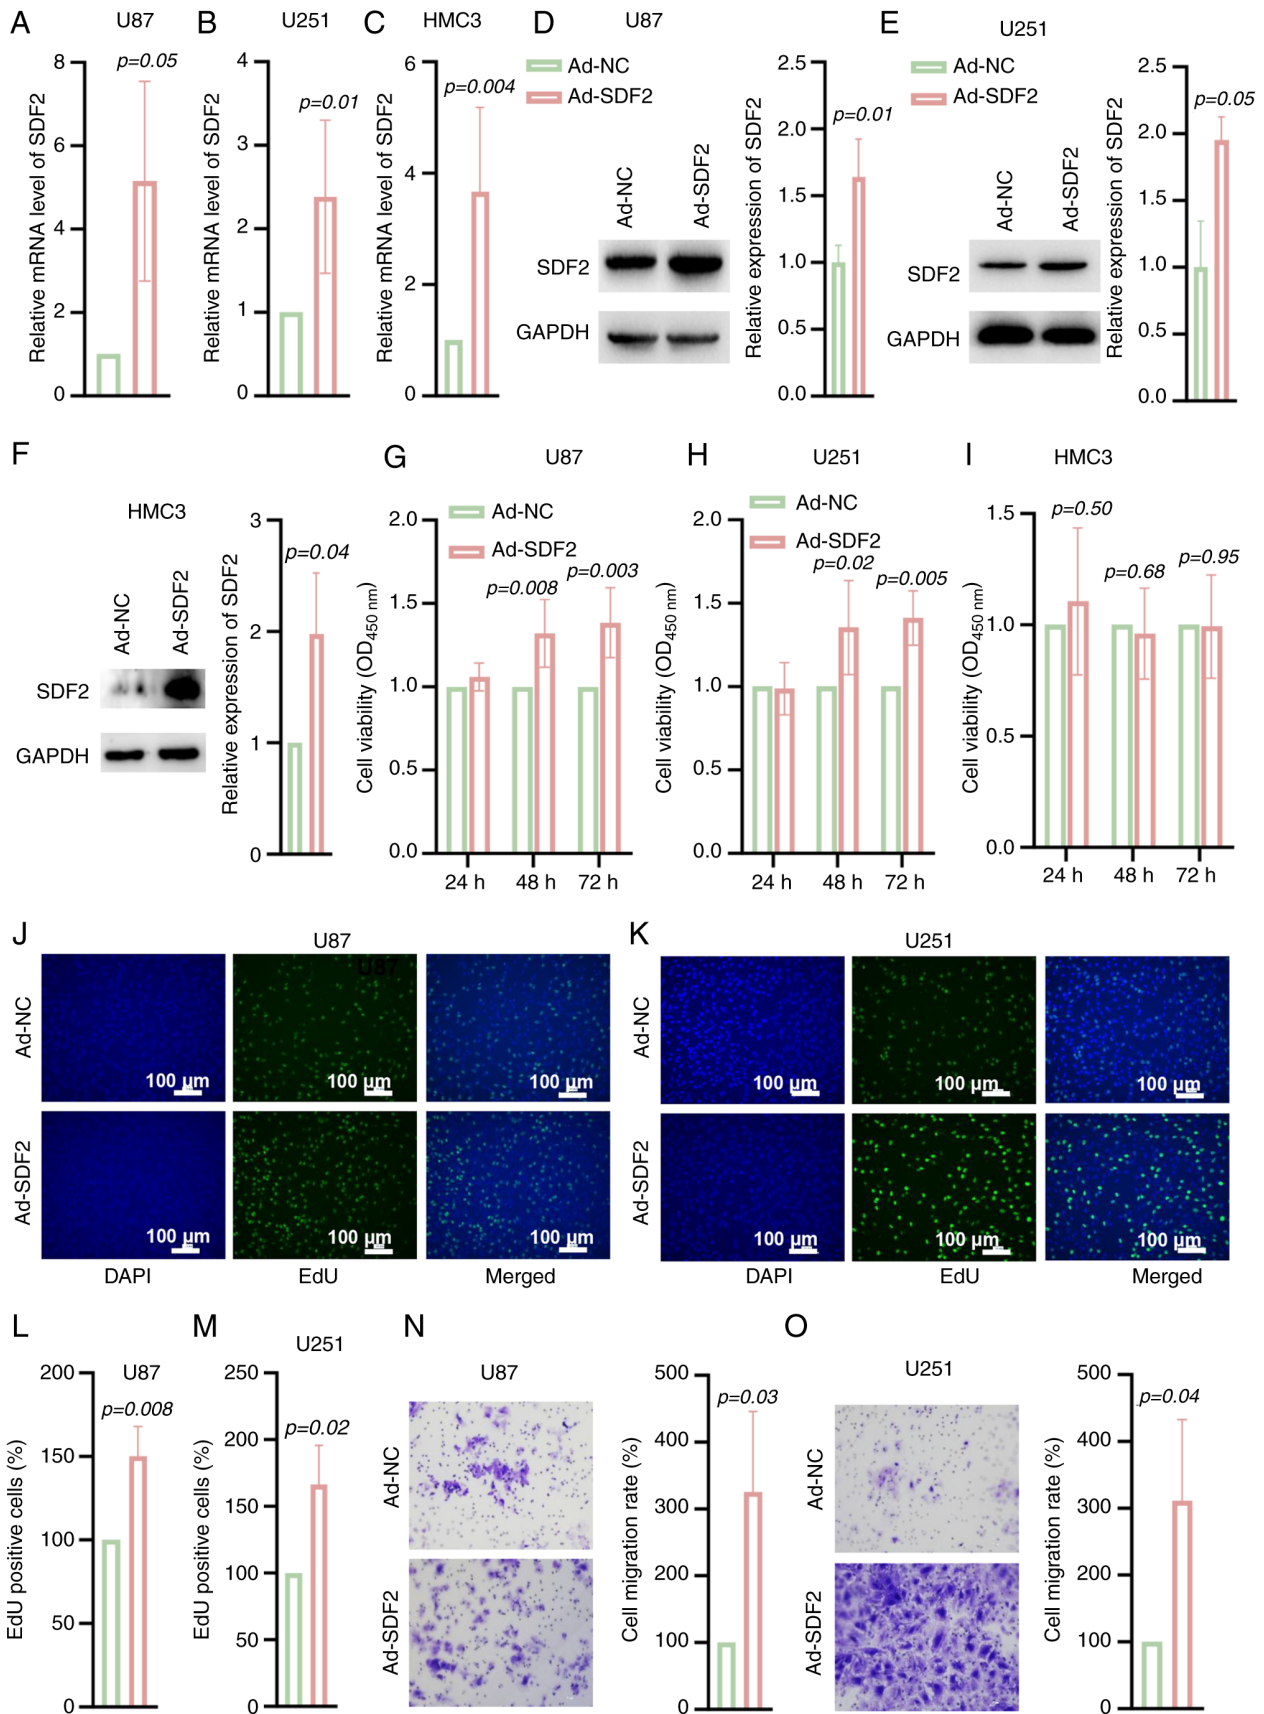 A
U87
Relative mRNA level of SDF2
8
6
4
2
0
p=0.05
B
U251
Relative mRNA level of SDF2
4
3
2
1
0
p=0.01
C
HMC3
Relative mRNA level of SDF2
6
4
2
0
p=0.004
D
U87
Ad-NC
Ad-SDF2
Ad-NC
Ad-SDF2
SDF2
GAPDH
Relative expression of SDF2
2.5
2.0
1.5
1.0
0.5
0.0
p=0.01
E
U251
Ad-NC
Ad-SDF2
Ad-NC
Ad-SDF2
SDF2
GAPDH
Relative expression of SDF2
2.5
2.0
1.5
1.0
0.5
0.0
p=0.05
F
HMC3
Ad-NC
Ad-SDF2
SDF2
GAPDH
Relative expression of SDF2
3
2
1
0
p=0.04
G
U87
Ad-NC
Ad-SDF2
Cell viability (OD450 nm)
2.0
1.5
1.0
0.5
0.0
p=0.008
p=0.003
24 h
48 h
72 h
H
U251
Ad-NC
Ad-SDF2
Cell viability (OD450 nm)
2.0
1.5
1.0
0.5
0.0
p=0.02
p=0.005
24 h
48 h
72 h
I
HMC3
Cell viability (OD450 nm)
1.5
1.0
0.5
0.0
p=0.50
p=0.68
p=0.95
24 h
48 h
72 h
J
U87
U87
Ad-NC
100 µm
100 µm
100 µm
Ad-SDF2
100 µm
100 µm
100 µm
DAPI
EdU
Merged
K
U251
Ad-NC
100 µm
100 µm
100 µm
Ad-SDF2
100 µm
100 µm
100 µm
DAPI
EdU
Merged
L
U87
EdU positive cells (%)
200
150
100
50
0
p=0.008
M
U251
EdU positive cells (%)
250
200
150
100
50
0
p=0.02
N
U87
Ad-NC
Ad-SDF2
Cell migration rate (%)
500
400
300
200
100
0
p=0.03
O
U251
Ad-NC
Ad-SDF2
Cell migration rate (%)
500
400
300
200
100
0
p=0.04